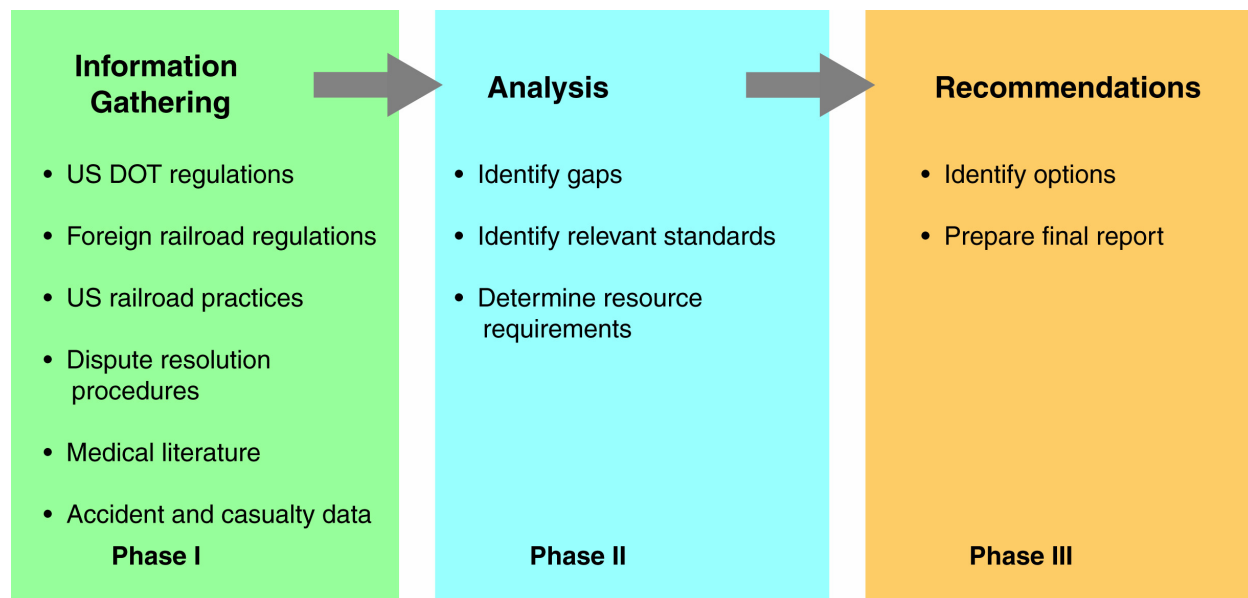 Information
Gathering
• US DOT regulations
• Foreign railroad regulations
• US railroad practices
• Dispute resolution
procedures
• Medical literature
• Accident and casualty data
Phase I
Analysis
• Identify gaps
• Identify relevant standards
• Determine resource
requirements
Phase II
Recommendations
• Identify options
• Prepare final report
Phase III